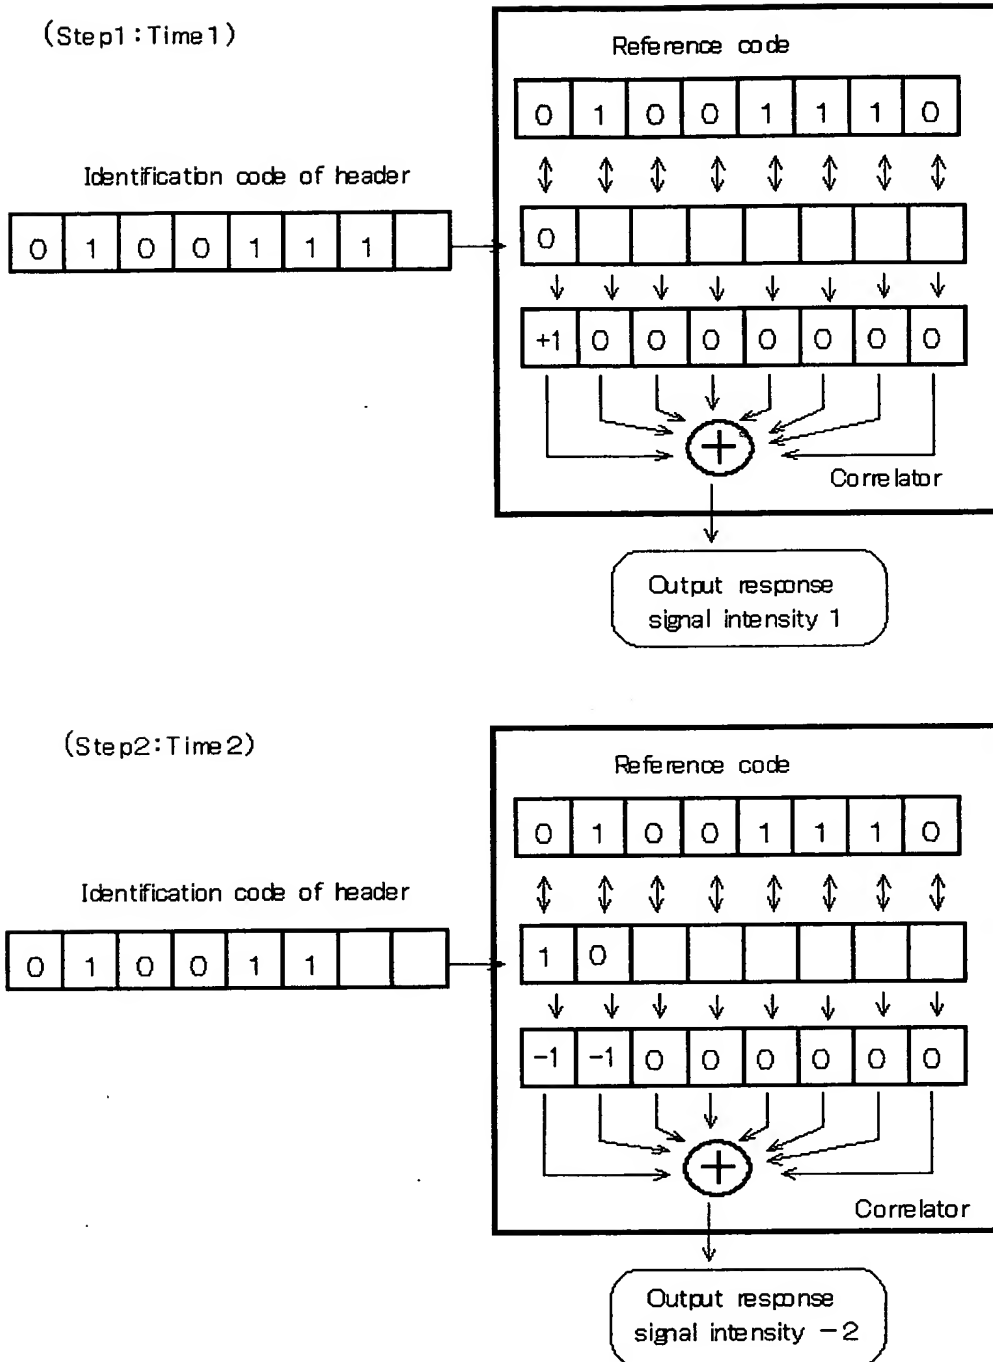 (Step1:Time1)
Reference code
0 1 0 0 1 1 1 0
Identification code of header
0 1 0 0 1 1 1
0
+1 0 0 0 0 0 0 0
+
Correlator
Output response
signal intensity 1
(Step2:Time2)
Reference code
0 1 0 0 1 1 1 0
Identification code of header
0 1 0 0 1 1
1 0
-1 -1 0 0 0 0 0 0
+
Correlator
Output response
signal intensity -2